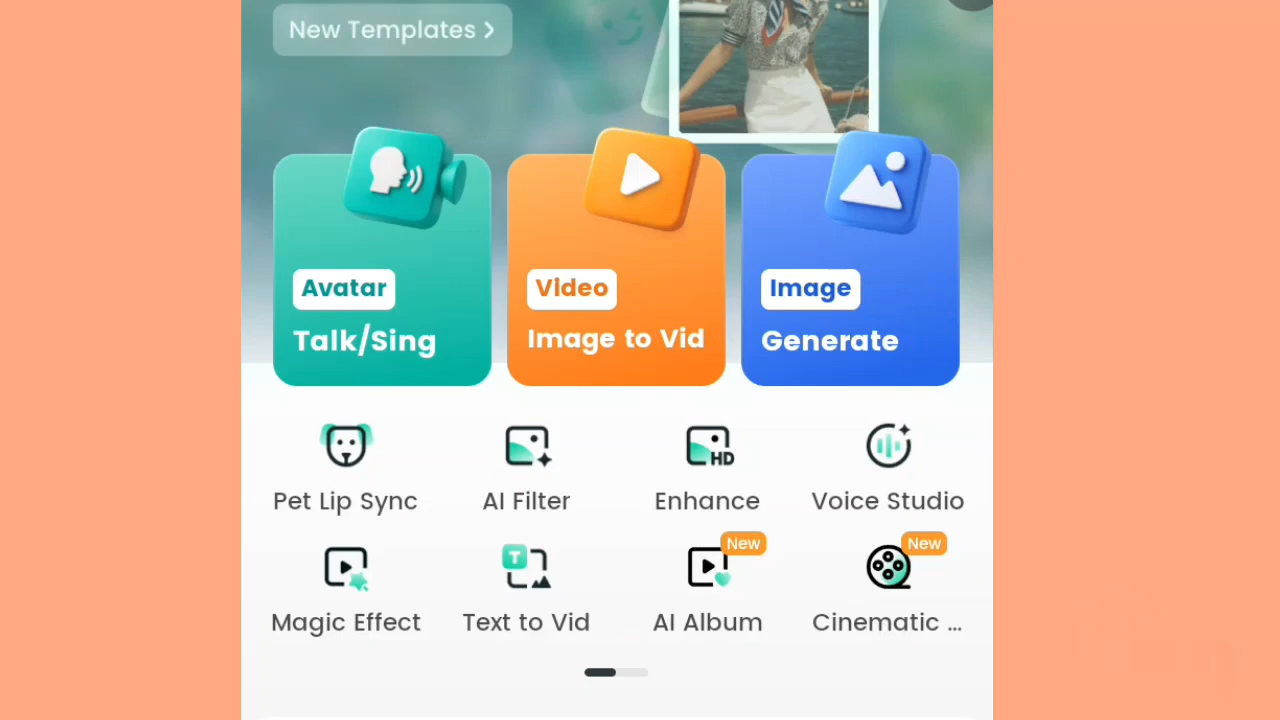 New Templates >
Avatar
Talk/Sing
Video
Image to Vid
Image
Generate
Pet Lip Sync
AI Filter
HD
Enhance
Voice Studio
Magic Effect
T
Text to Vid
New
AI Album
New
Cinematic ...